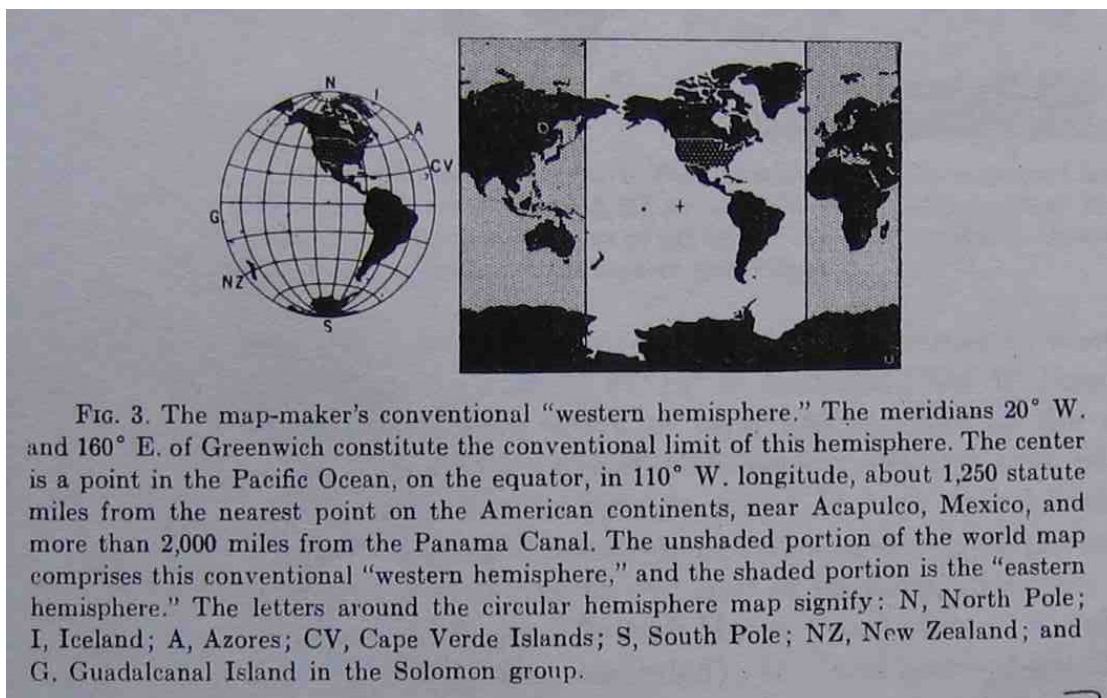 N
I
A
CV
G
NZ
S
FIG. 3. The map-maker's conventional "western hemisphere." The meridians 20° W.
and 160° E. of Greenwich constitute the conventional limit of this hemisphere. The center
is a point in the Pacific Ocean, on the equator, in 110° W. longitude, about 1,250 statute
miles from the nearest point on the American continents, near Acapulco, Mexico, and
more than 2,000 miles from the Panama Canal. The unshaded portion of the world map
comprises this conventional "western hemisphere," and the shaded portion is the "eastern
hemisphere." The letters around the circular hemisphere map signify: N, North Pole;
I, Iceland; A, Azores; CV, Cape Verde Islands; S, South Pole; NZ, New Zealand; and
G. Guadalcanal Island in the Solomon group.